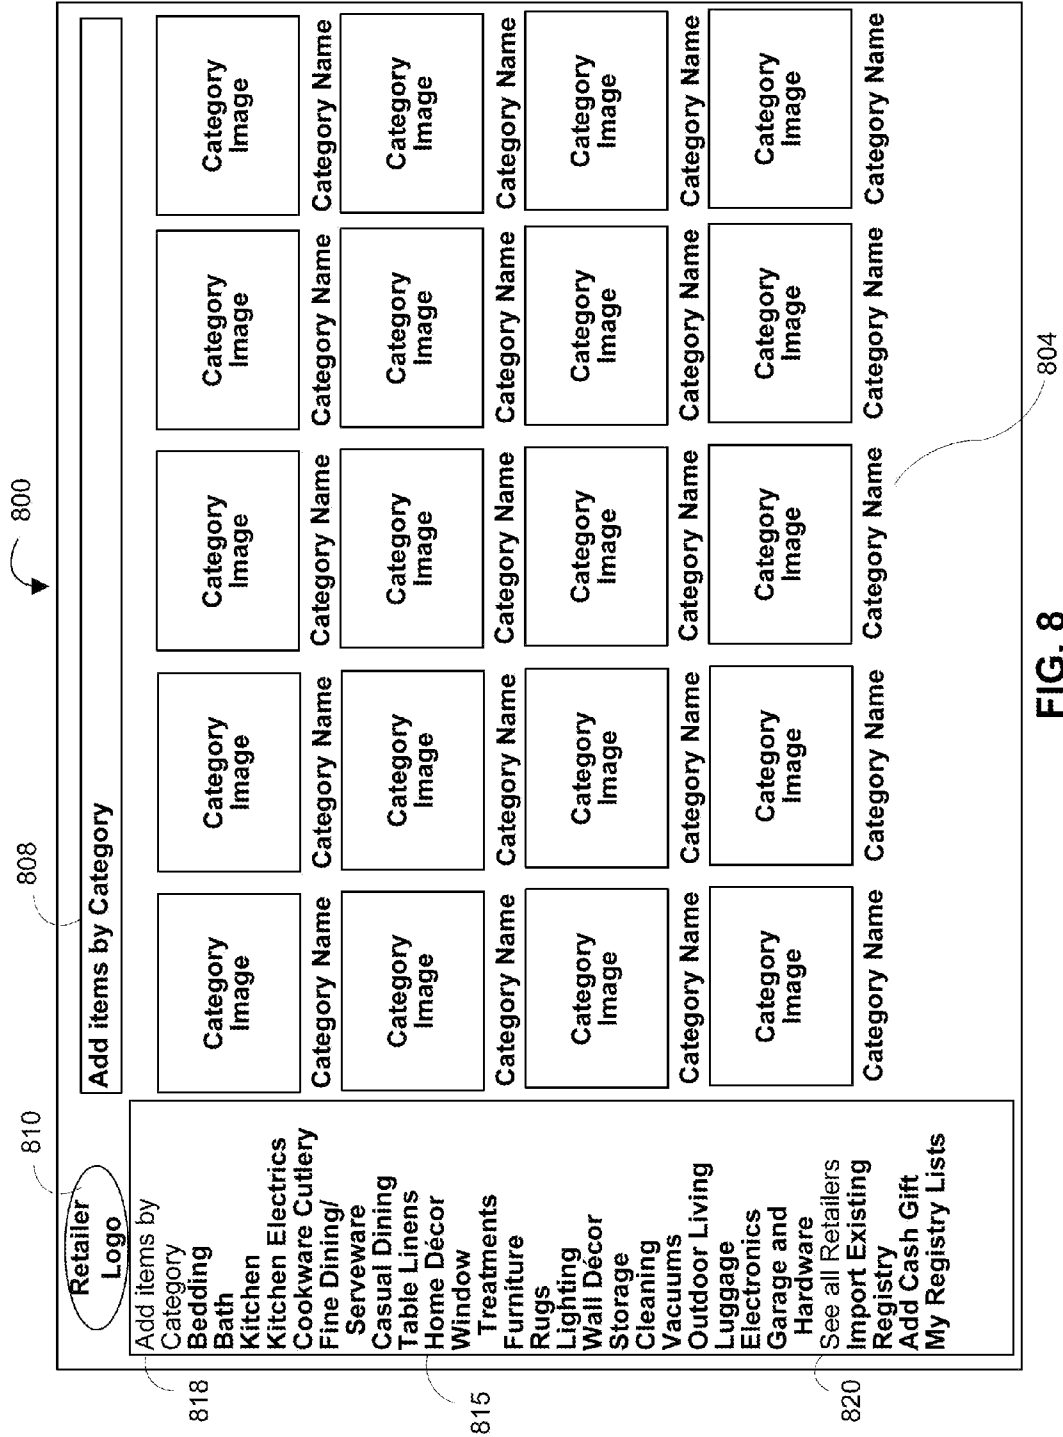 800
808
810
Retailer
Logo
Add items by Category
818
Add items by
Category
Bedding
Bath
Kitchen
Kitchen Electrics
Cookware Cutlery
Fine Dining/
Serveware
Casual Dining
Table Linens
Home Décor
Window
Treatments
Furniture
Rugs
Lighting
Wall Décor
Storage
Cleaning
Vacuums
Outdoor Living
Luggage
Electronics
Garage and
Hardware
See all Retailers
Import Existing
Registry
Add Cash Gift
My Registry Lists
815
820
Category
Image
Category
Image
Category
Image
Category
Image
Category
Image
Category Name
Category Name
Category Name
Category Name
Category Name
Category
Image
Category
Image
Category
Image
Category
Image
Category
Image
Category Name
Category Name
Category Name
Category Name
Category Name
Category
Image
Category
Image
Category
Image
Category
Image
Category
Image
Category Name
Category Name
Category Name
Category Name
Category Name
Category
Image
Category
Image
Category
Image
Category
Image
Category
Image
Category Name
Category Name
Category Name
Category Name
Category Name
804
FIG. 8